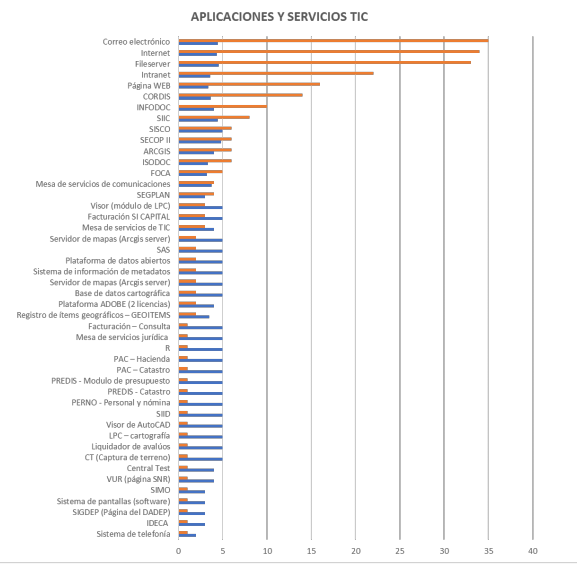 APLICACIONES Y SERVICIOS TIC
Correo electrónico
Internet
Fileserver
Intranet
Página WEB
CORDIS
INFODOC
SIIC
SISCO
SECOP II
ARCGIS
ISODOC
FOCA
Mesa de servicios de comunicaciones
SEGPLAN
Visor (módulo de LPC)
Facturación SI CAPITAL
Mesa de servicios de TIC
Servidor de mapas (Arcgis server)
SAS
Plataforma de datos abiertos
Sistema de información de metadatos
Servidor de mapas (Arcgis server)
Base de datos cartográfica
Plataforma ADOBE (2 licencias)
Registro de ítems geográficos – GEOITEMS
Facturación – Consulta
Mesa de servicios jurídica
R
PAC – Hacienda
PAC – Catastro
PREDIS - Modulo de presupuesto
PREDIS - Catastro
PERNO - Personal y nómina
SIID
Visor de AutoCAD
LPC – cartografía
Liquidador de avalúos
CT (Captura de terreno)
Central Test
VUR (página SNR)
SIMO
Sistema de pantallas (software)
SIGDEP (Página del DADEP)
IDECA
Sistema de telefonía
0 5 10 15 20 25 30 35 40